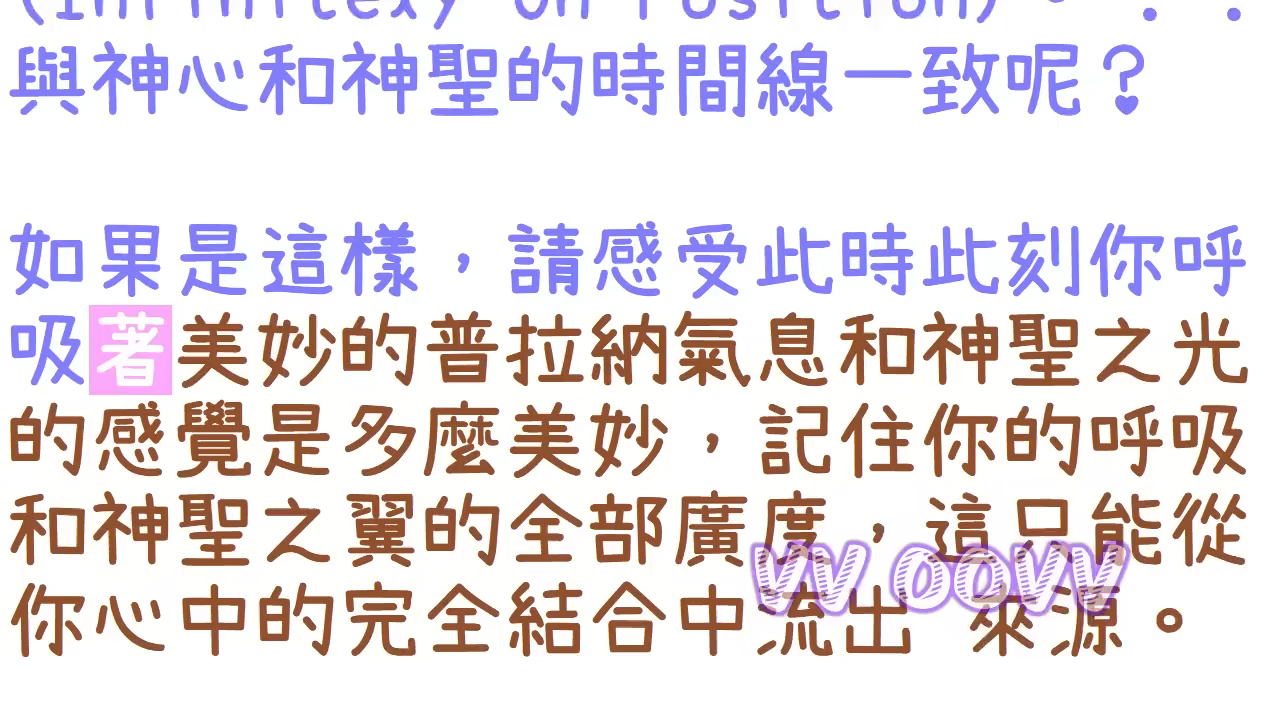 與神心和神聖的時間線一致呢？
如果是這樣，請感受此時此刻你呼
吸著美妙的普拉納氣息和神聖之光
的感覺是多麼美妙，記住你的呼吸
和神聖之翼的全部廣度，這只能從
你心中的完全結合中流出 來源。
VV OOVV